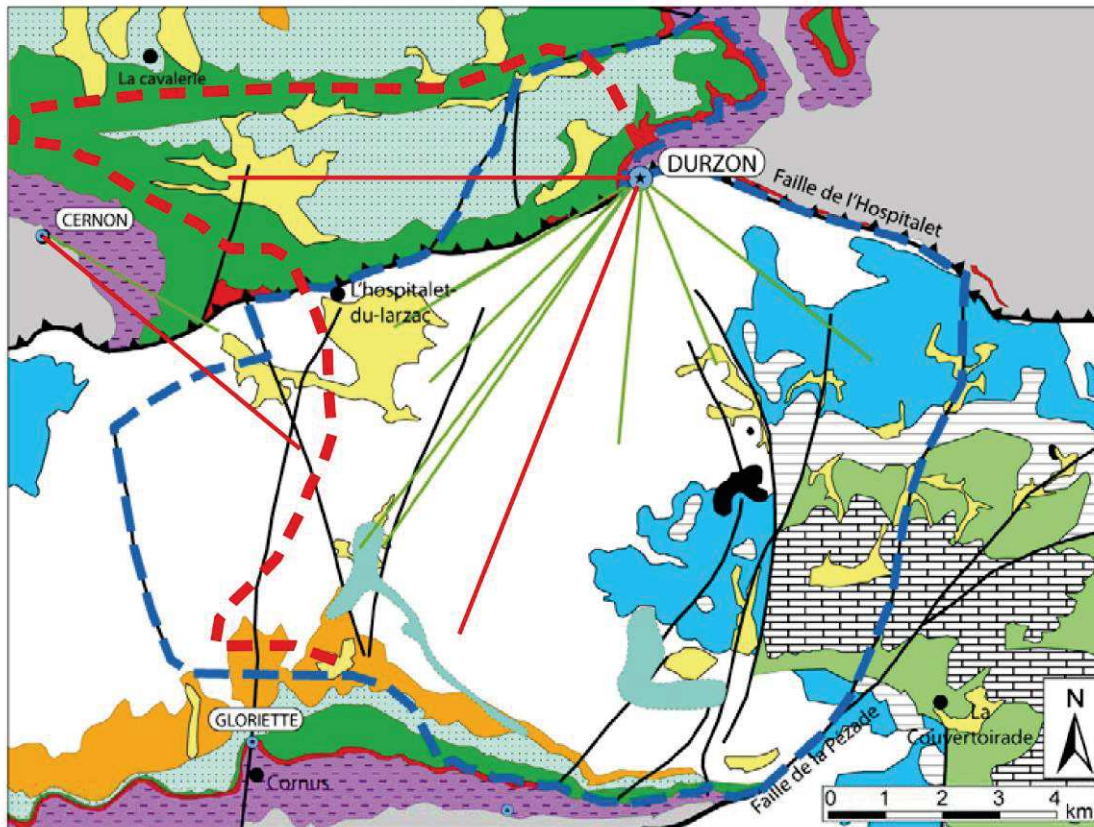 La cavalerie
DURZON
Faille de l'Hospitalet
CERNON
L'hospitalet-
du-larzac
GLORIETTE
Cornus
Faille de la Pézade
La
Couvertoirade
N
0 1 2 3 4
km